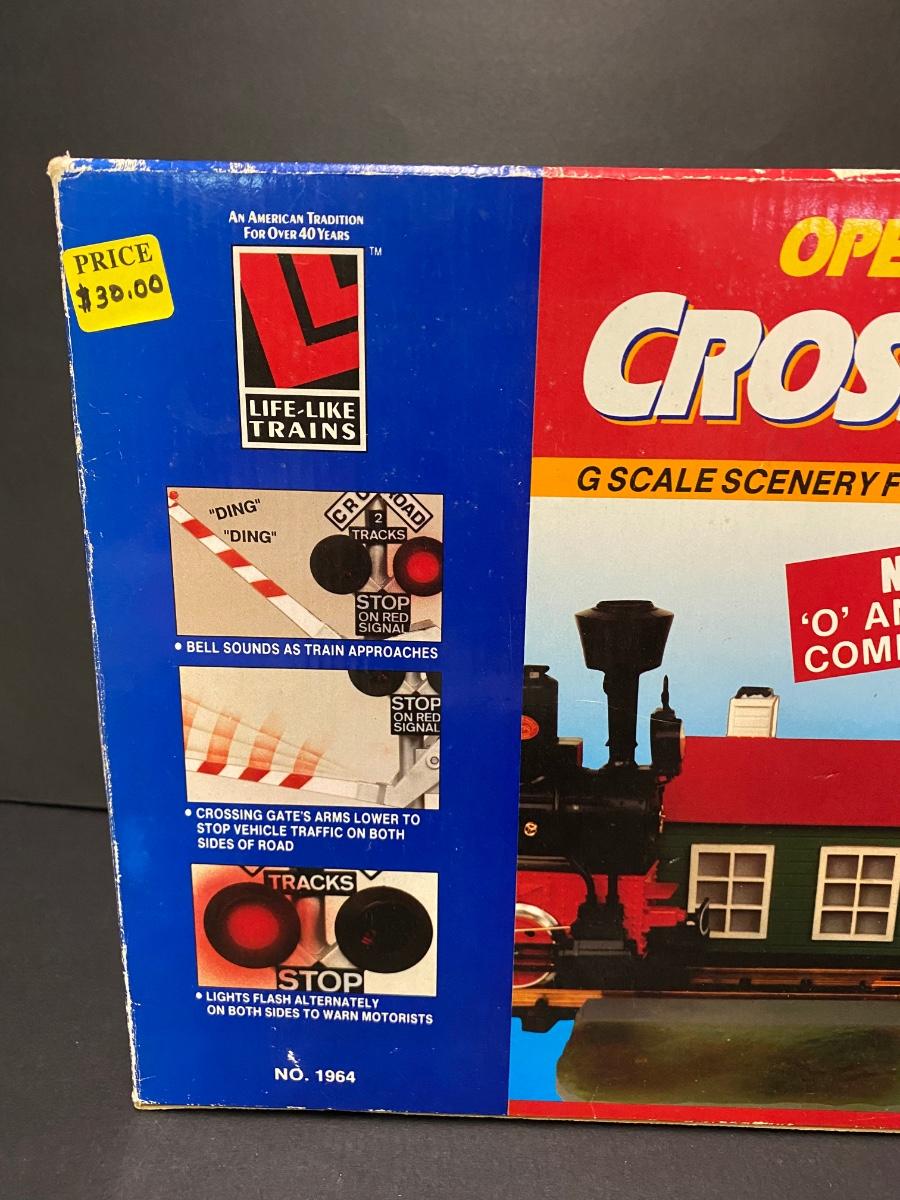 AN AMERICAN TRADITION
FOR OVER 40 YEARS
TM
PRICE
$30.00
LIFE-LIKE
TRAINS
"DING"
"DING"
2
TRACKS
STOP
ON RED
SIGNAL
• BELL SOUNDS AS TRAIN APPROACHES
STOP
ON RED
SIGNAL
• CROSSING GATE'S ARMS LOWER TO
STOP VEHICLE TRAFFIC ON BOTH
SIDES OF ROAD
TRACKS
STOP
• LIGHTS FLASH ALTERNATELY
ON BOTH SIDES TO WARN MOTORISTS
NO. 1964
OPE
CROS
G SCALE SCENERY F
'O' A
COM